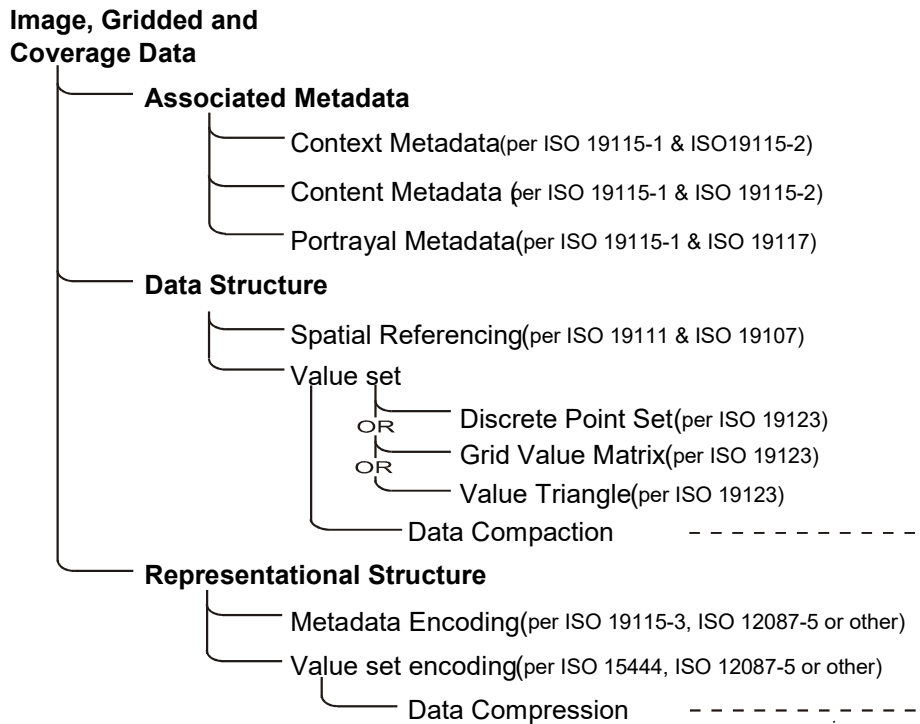 Image, Gridded and
Coverage Data
Associated Metadata
Context Metadata(per ISO 19115-1 & ISO19115-2)
Content Metadata (per ISO 19115-1 & ISO 19115-2)
Portrayal Metadata(per ISO 19115-1 & ISO 19117)
Data Structure
Spatial Referencing(per ISO 19111 & ISO 19107)
Value set
Discrete Point Set(per ISO 19123)
OR
Grid Value Matrix(per ISO 19123)
OR
Value Triangle(per ISO 19123)
Data Compaction
Representational Structure
Metadata Encoding(per ISO 19115-3, ISO 12087-5 or other)
Value set encoding(per ISO 15444, ISO 12087-5 or other)
Data Compression